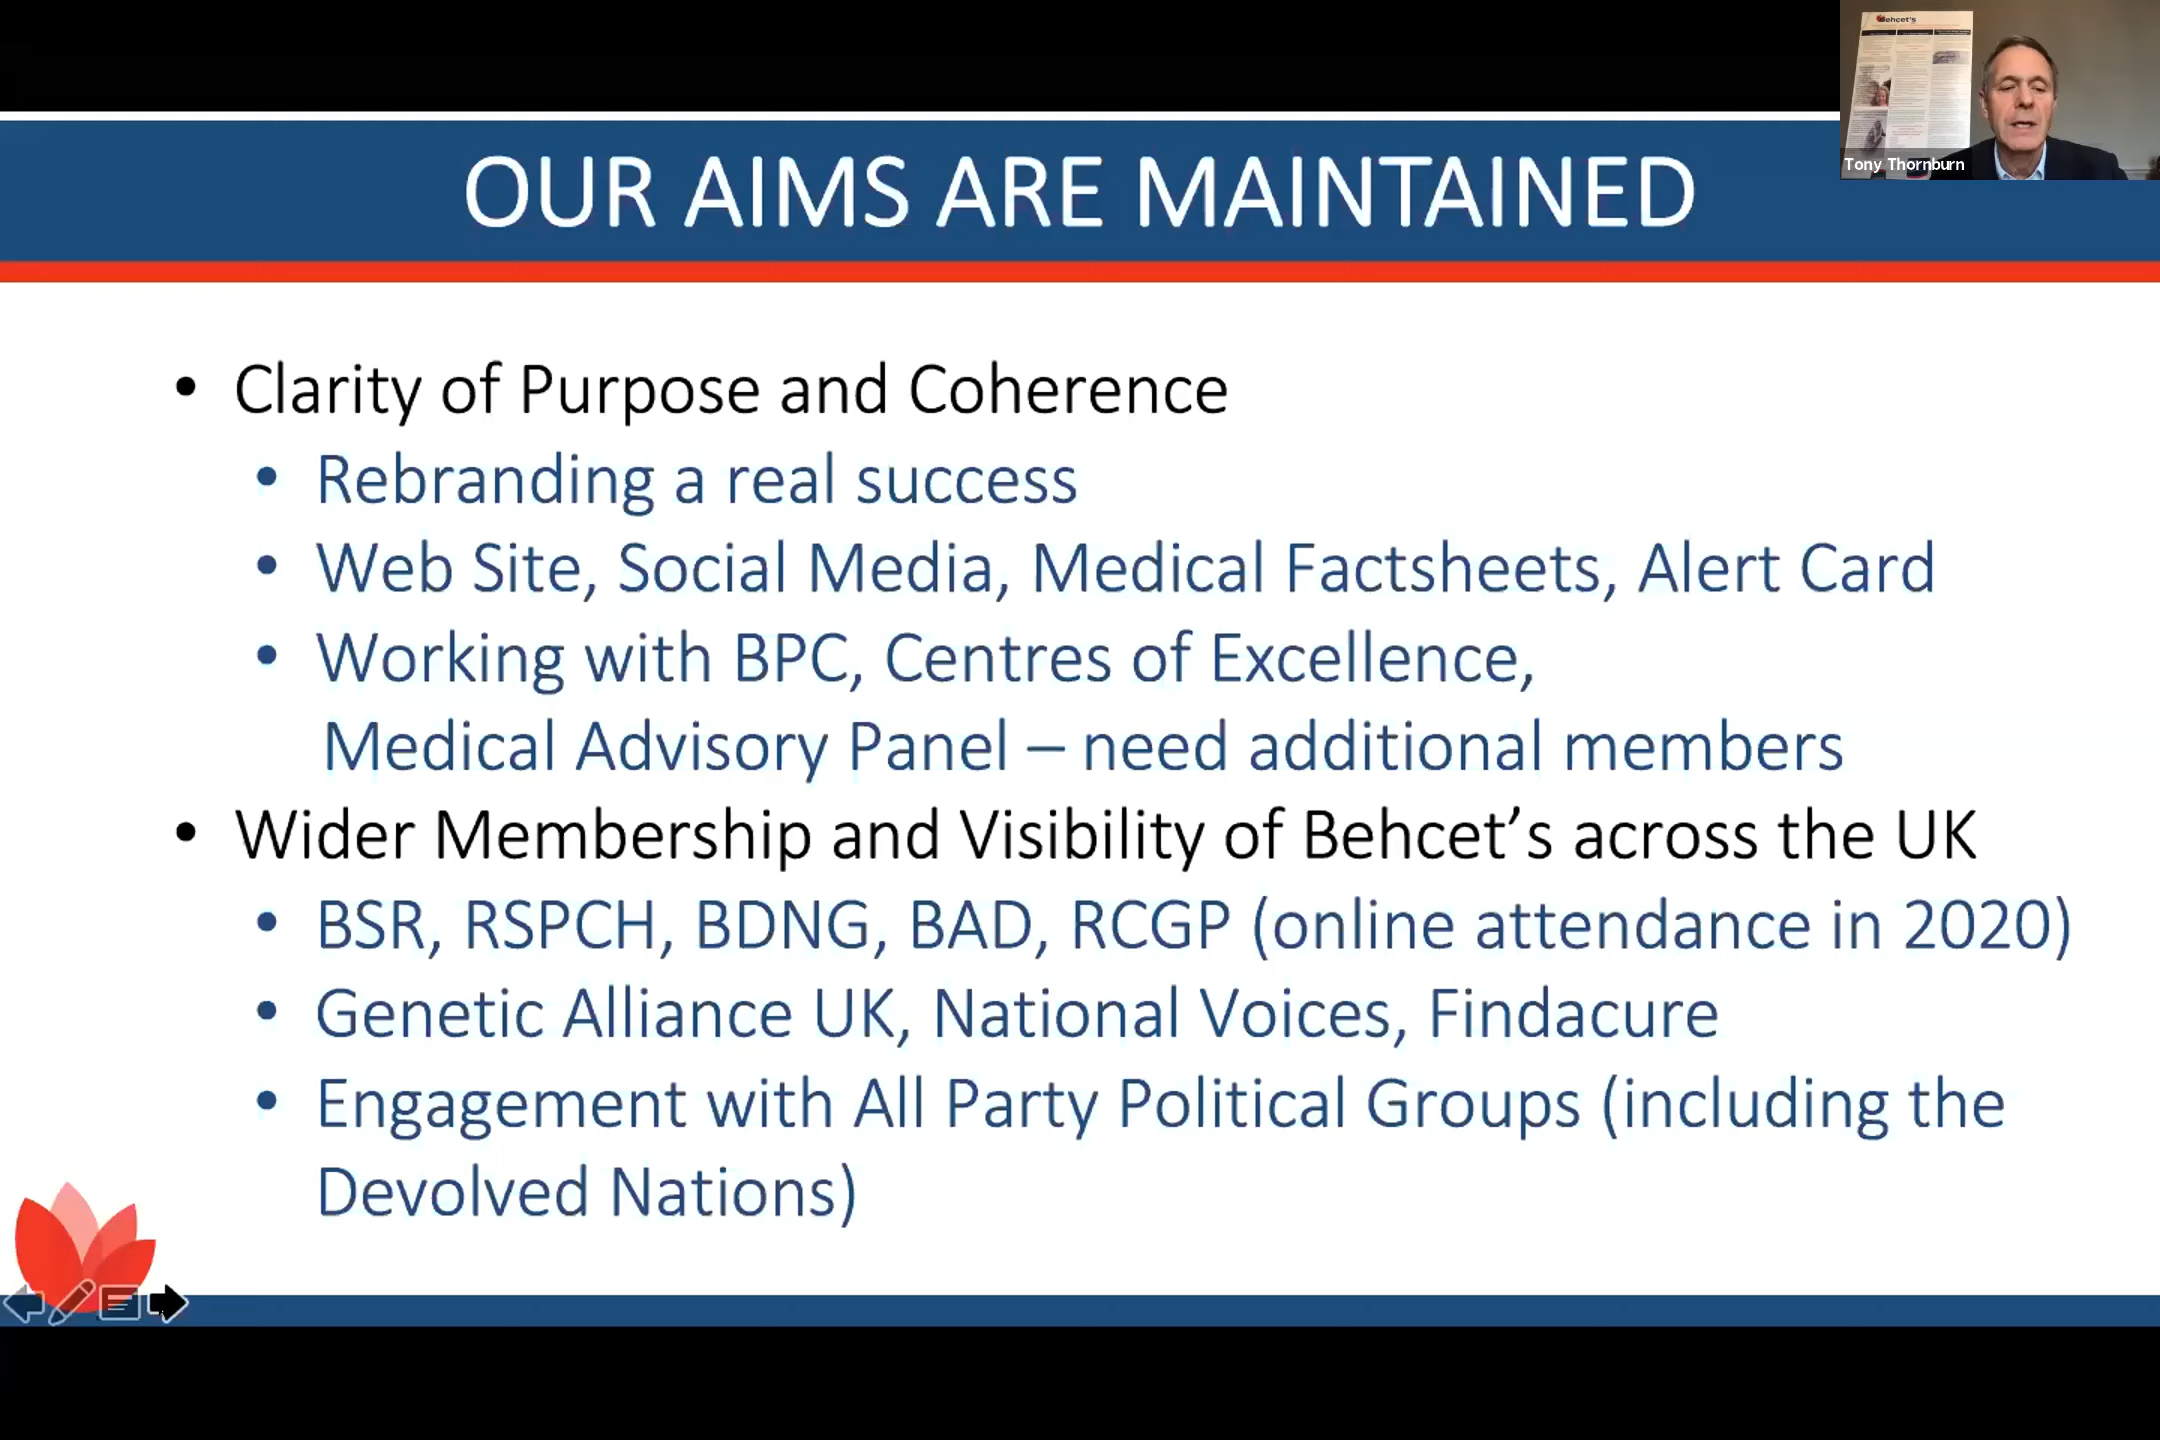 Behcet's
Tony Thornburn
OUR AIMS ARE MAINTAINED
• Clarity of Purpose and Coherence
• Rebranding a real success
• Web Site, Social Media, Medical Factsheets, Alert Card
• Working with BPC, Centres of Excellence,
Medical Advisory Panel – need additional members
• Wider Membership and Visibility of Behcet’s across the UK
• BSR, RSPCH, BDNG, BAD, RCGP (online attendance in 2020)
• Genetic Alliance UK, National Voices, Findacure
• Engagement with All Party Political Groups (including the
Devolved Nations)